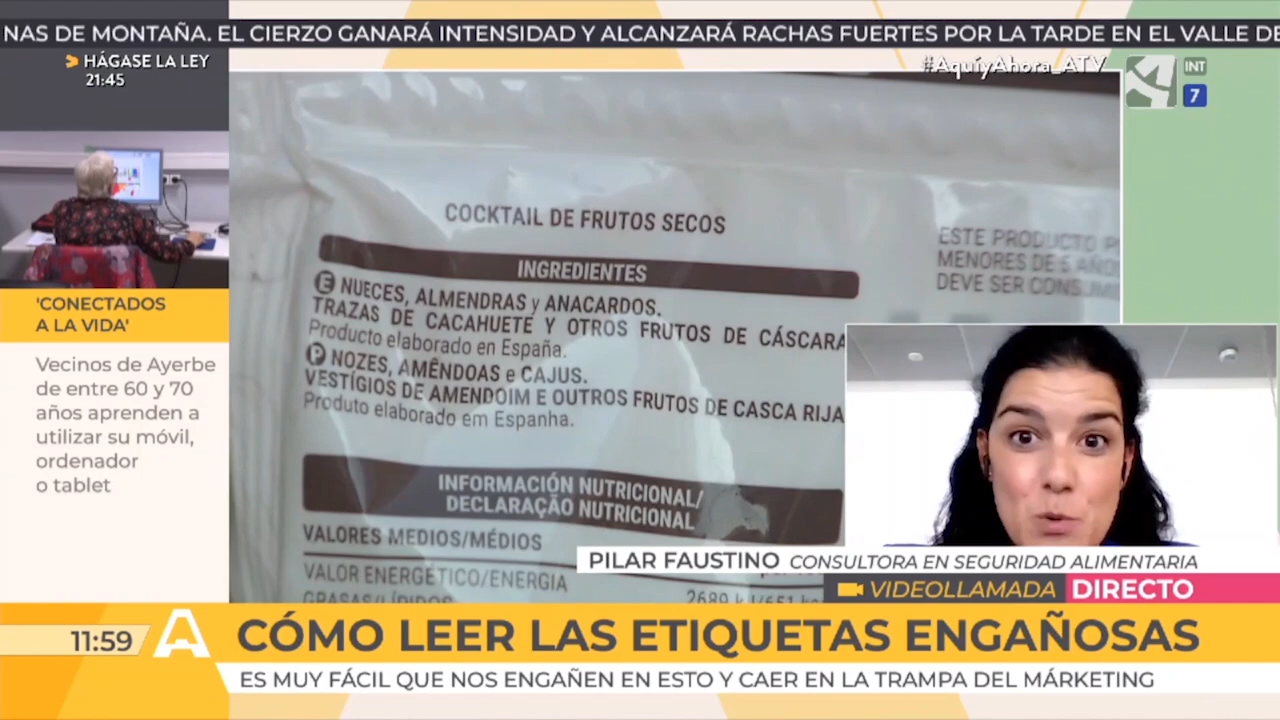 NAS DE MONTAÑA. EL CIERZO GANARÁ INTENSIDAD Y ALCANZARÁ RACHAS FUERTES POR LA TARDE EN EL VALLE DE
HÁGASE LA LEY
21:45
#AquíyAhora_ATV
INT
7
'CONECTADOS
A LA VIDA'
Vecinos de Ayerbe
de entre 60 y 70
años aprenden a
utilizar su móvil,
ordenador
o tablet
COCKTAIL DE FRUTOS SECOS
INGREDIENTES
E NUECES, ALMENDRAS y ANACARDOS.
TRAZAS DE CACAHUETE Y OTROS FRUTOS DE CÁSCARA
Producto elaborado en España.
P NOZES, AMÊNDOAS e CAJUS.
VESTÍGIOS DE AMENDOIM E OUTROS FRUTOS DE CASCA RIJA
Produto elaborado em Espanha.
INFORMACIÓN NUTRICIONAL/
DECLARAÇÃO NUTRICIONAL
VALORES MEDIOS/MÉDIOS
VALOR ENERGÉTICO/ENERGIA
GRASAS/LÍPIDOS
ESTE PRODUCTO
MENORES DE 5 AÑOS
DEVE SER
PILAR FAUSTINO CONSULTORA EN SEGURIDAD ALIMENTARIA
VIDEOLLAMADA DIRECTO
11:59
CÓMO LEER LAS ETIQUETAS ENGAÑOSAS
ES MUY FÁCIL QUE NOS ENGAÑEN EN ESTO Y CAER EN LA TRAMPA DEL MÁRKETING